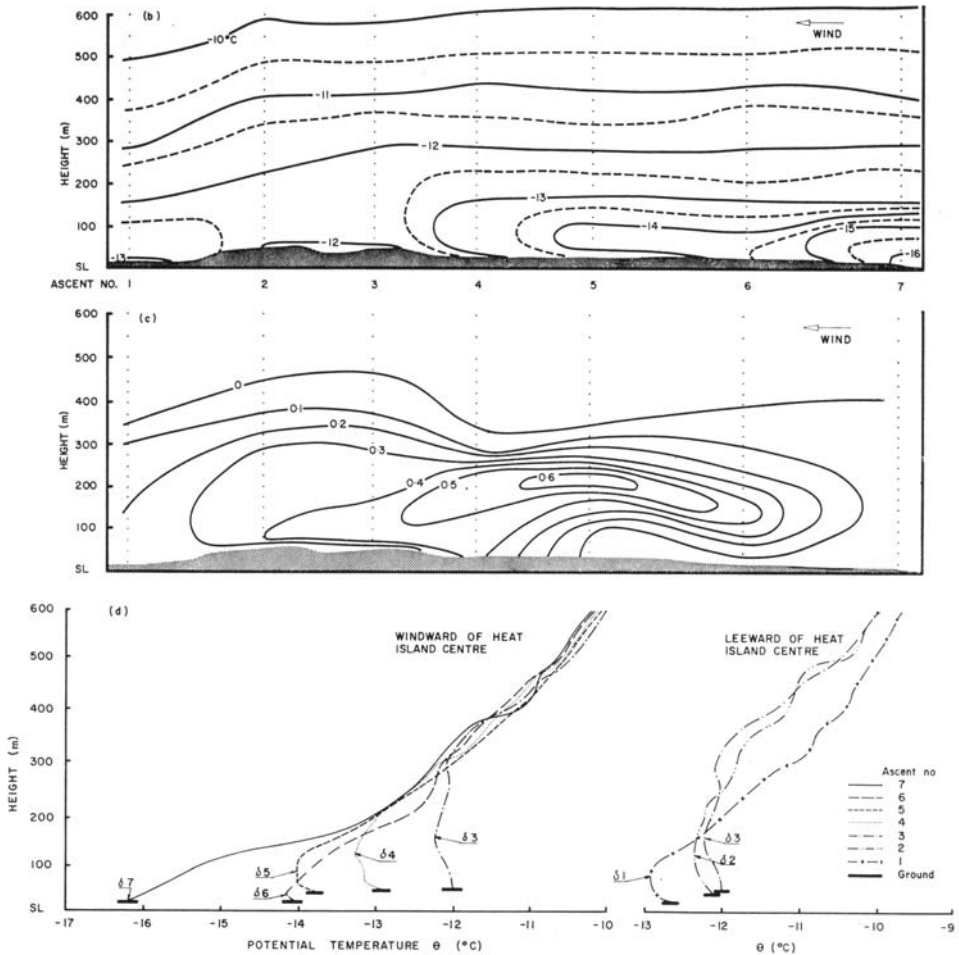 (b)
600
500
400
300
200
100
SL
HEIGHT (m)
-10°C
-11
-12
-13
-14
-15
-16
-12
-13
WIND
ASCENT NO. 1 2 3 4 5 6 7
(c)
600
500
400
300
200
100
SL
HEIGHT (m)
0
0·1
0·2
0·3
0·4
0·5
0·6
WIND
(d)
600
500
400
300
200
100
SL
HEIGHT (m)
WINDWARD OF HEAT
ISLAND CENTRE
LEEWARD OF HEAT
ISLAND CENTRE
δ7
δ6
δ5
δ4
δ3
δ1
δ2
δ3
Ascent no
7
6
5
4
3
2
1
Ground
-17 -16 -15 -14 -13 -12 -11 -10
-13 -12 -11 -10 -9
POTENTIAL TEMPERATURE θ (°C)
θ (°C)